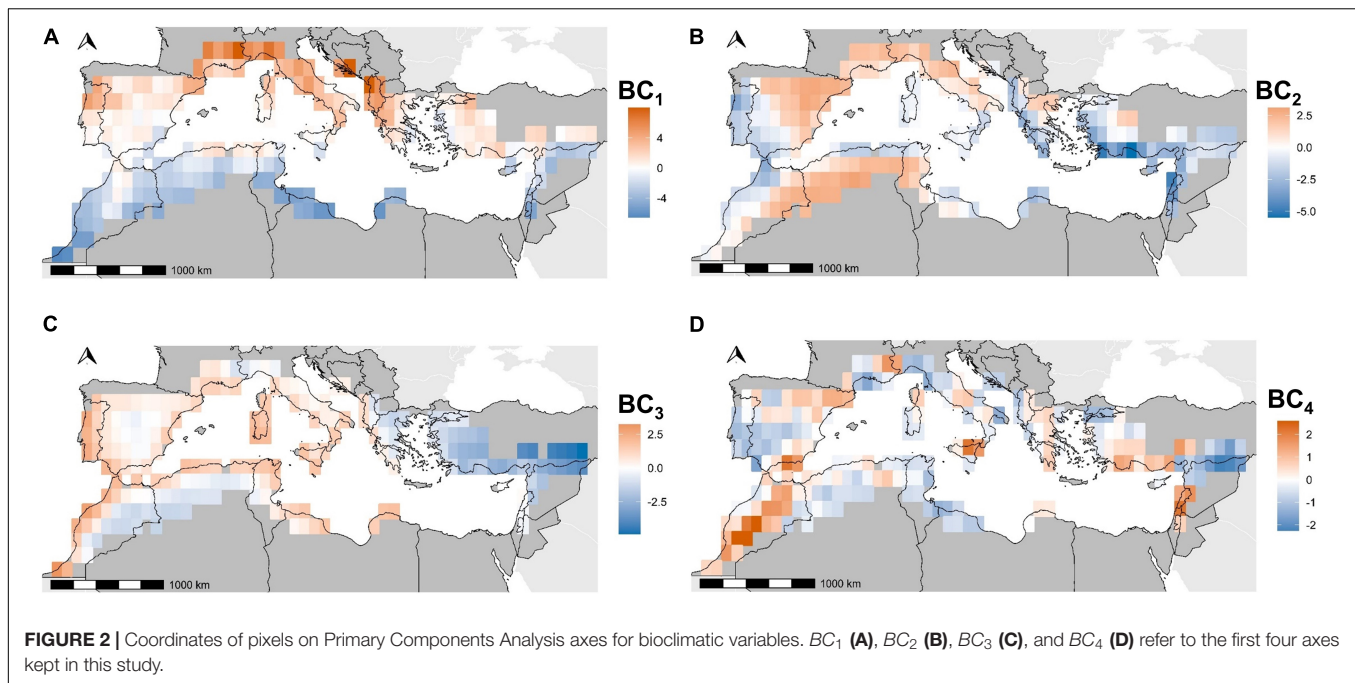 A
BC1
8
4
0
-4
1000 km
B
BC2
2.5
0.0
-2.5
-5.0
1000 km
C
BC3
2.5
0.0
-2.5
1000 km
D
BC4
2
1
0
-1
-2
1000 km
FIGURE 2 | Coordinates of pixels on Primary Components Analysis axes for bioclimatic variables. BC1 (A), BC2 (B), BC3 (C), and BC4 (D) refer to the first four axes
kept in this study.